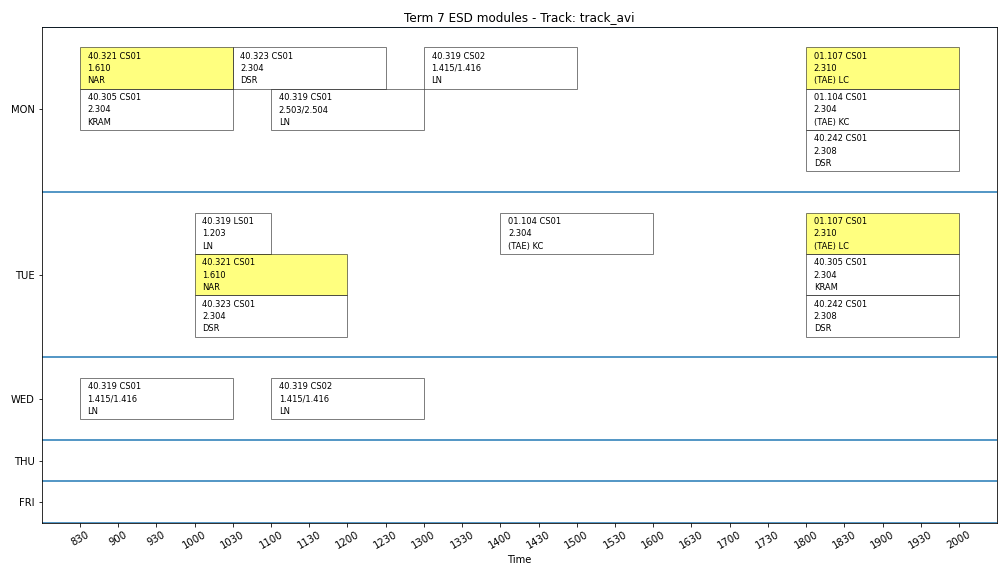 Term 7 ESD modules - Track: track_avi
MON
40.321 CS01
1.610
NAR
40.323 CS01
2.304
DSR
40.319 CS02
1.415/1.416
LN
01.107 CS01
2.310
(TAE) LC
40.305 CS01
2.304
KRAM
40.319 CS01
2.503/2.504
LN
01.104 CS01
2.304
(TAE) KC
40.242 CS01
2.308
DSR
TUE
40.319 LS01
1.203
LN
01.104 CS01
2.304
(TAE) KC
01.107 CS01
2.310
(TAE) LC
40.321 CS01
1.610
NAR
40.305 CS01
2.304
KRAM
40.323 CS01
2.304
DSR
40.242 CS01
2.308
DSR
WED
40.319 CS01
1.415/1.416
LN
40.319 CS02
1.415/1.416
LN
THU
FRI
830 900 930 1000 1030 1100 1130 1200 1230 1300 1330 1400 1430 1500 1530 1600 1630 1700 1730 1800 1830 1900 1930 2000
Time